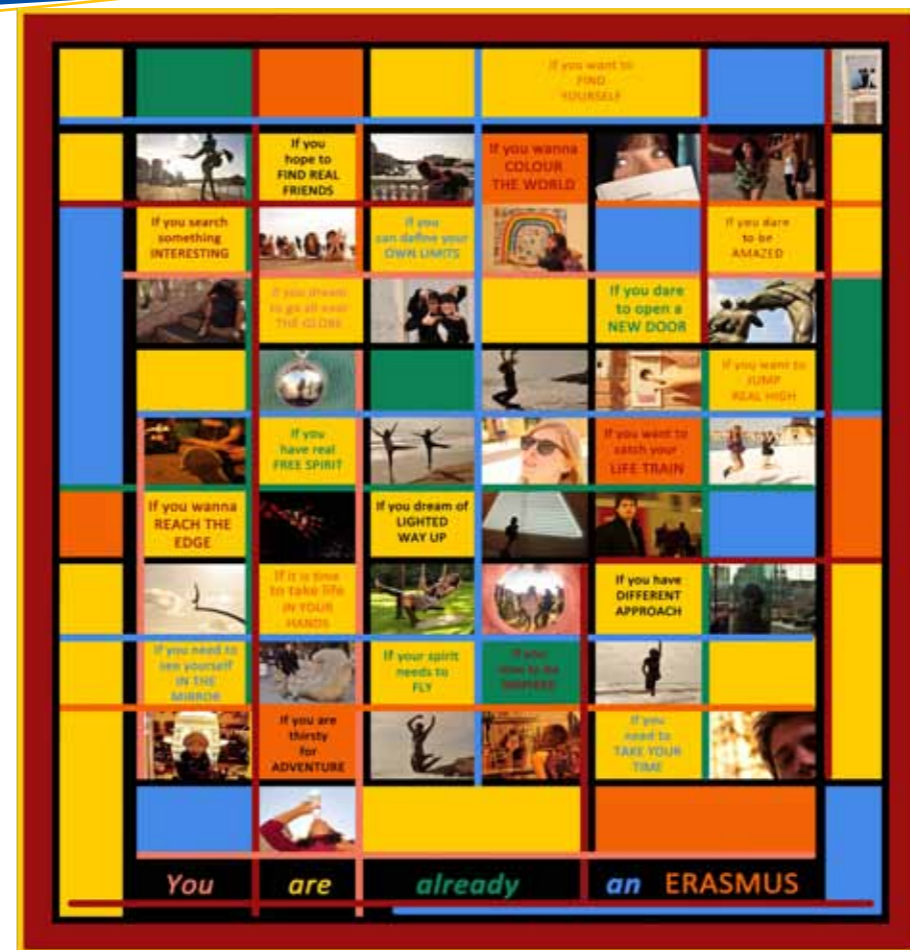 If you want to
FIND
YOURSELF
If you
hope to
FIND REAL
FRIENDS
If you wanna
COLOUR
THE WORLD
If you search
something
INTERESTING
If you
can define your
OWN LIMITS
If you dare
to be
AMAZED
If you dream
to go all over
THE GLOBE
If you dare
to open a
NEW DOOR
If you want to
JUMP
REAL HIGH
If you
have real
FREE SPIRIT
If you want to
catch your
LIFE TRAIN
If you wanna
REACH THE
EDGE
If you dream of
LIGHTED
WAY UP
If it is time
to take life
IN YOUR
HANDS
If you have
DIFFERENT
APPROACH
If you need to
see yourself
IN THE
MIRROR
If your spirit
needs to
FLY
If you
to be
INSPIRED
If you are
thirsty
for
ADVENTURE
If you
need to
TAKE YOUR
TIME
You are already an ERASMUS